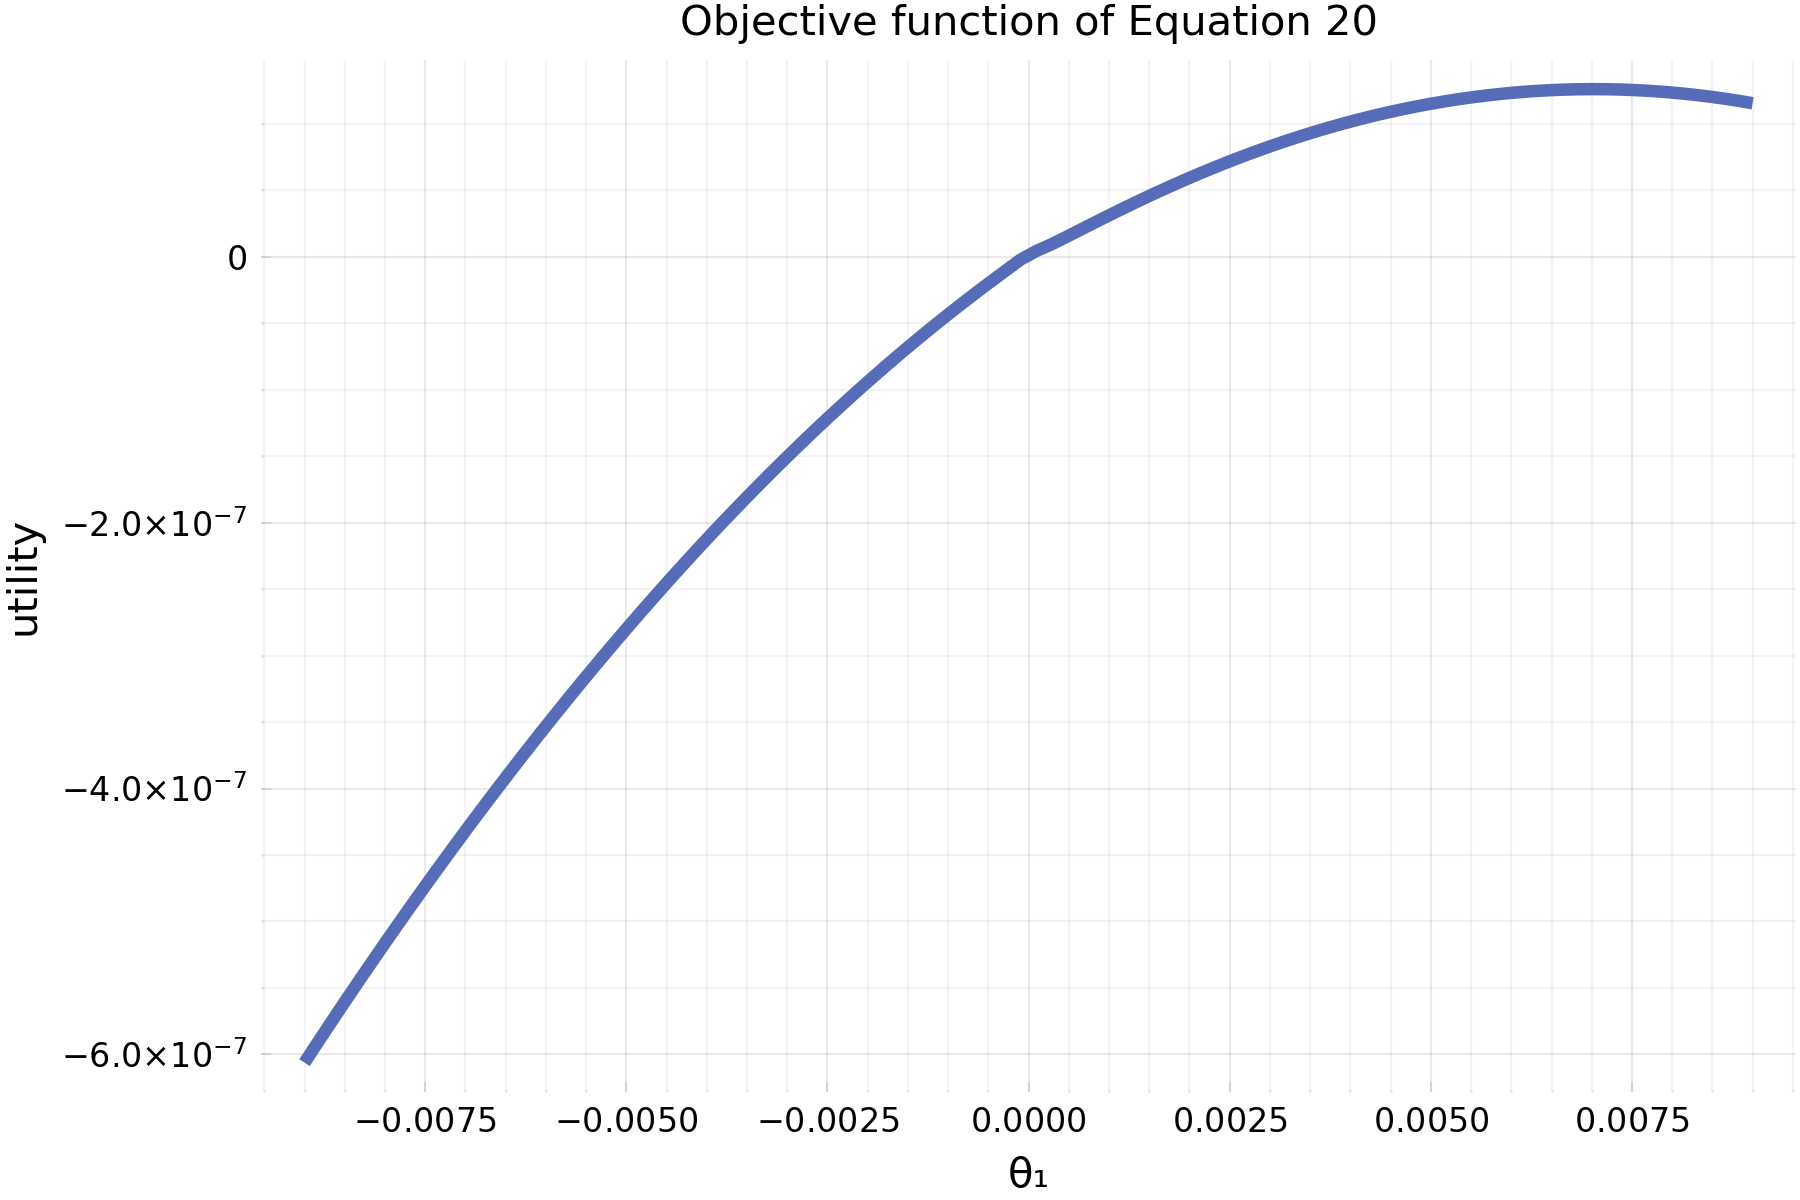 Objective function of Equation 20
utility
0
−2.0×10⁻⁷
−4.0×10⁻⁷
−6.0×10⁻⁷
−0.0075 −0.0050 −0.0025 0.0000 0.0025 0.0050 0.0075
θ₁